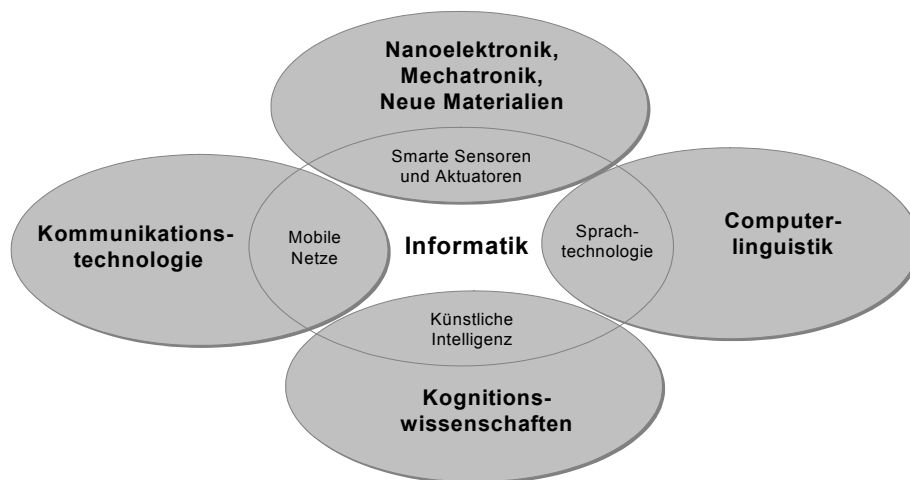 Nanoelektronik,
Mechatronik,
Neue Materialien
Smarte Sensoren
und Aktuatoren
Kommunikations-
technologie
Mobile
Netze
Informatik
Sprach-
technologie
Computer-
linguistik
Künstliche
Intelligenz
Kognitions-
wissenschaften